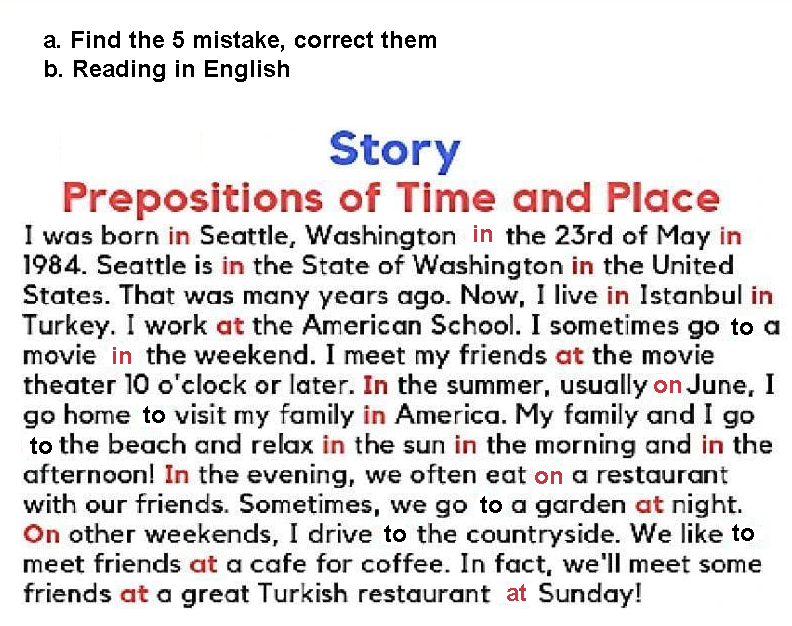 a. Find the 5 mistake, correct them
b. Reading in English
Story
Prepositions of Time and Place
I was born in Seattle, Washington in the 23rd of May in
1984. Seattle is in the State of Washington in the United
States. That was many years ago. Now, I live in Istanbul in
Turkey. I work at the American School. I sometimes go to a
movie in the weekend. I meet my friends at the movie
theater 10 o'clock or later. In the summer, usually on June, I
go home to visit my family in America. My family and I go
to the beach and relax in the sun in the morning and in the
afternoon! In the evening, we often eat on a restaurant
with our friends. Sometimes, we go to a garden at night.
On other weekends, I drive to the countryside. We like to
meet friends at a cafe for coffee. In fact, we'll meet some
friends at a great Turkish restaurant at Sunday!